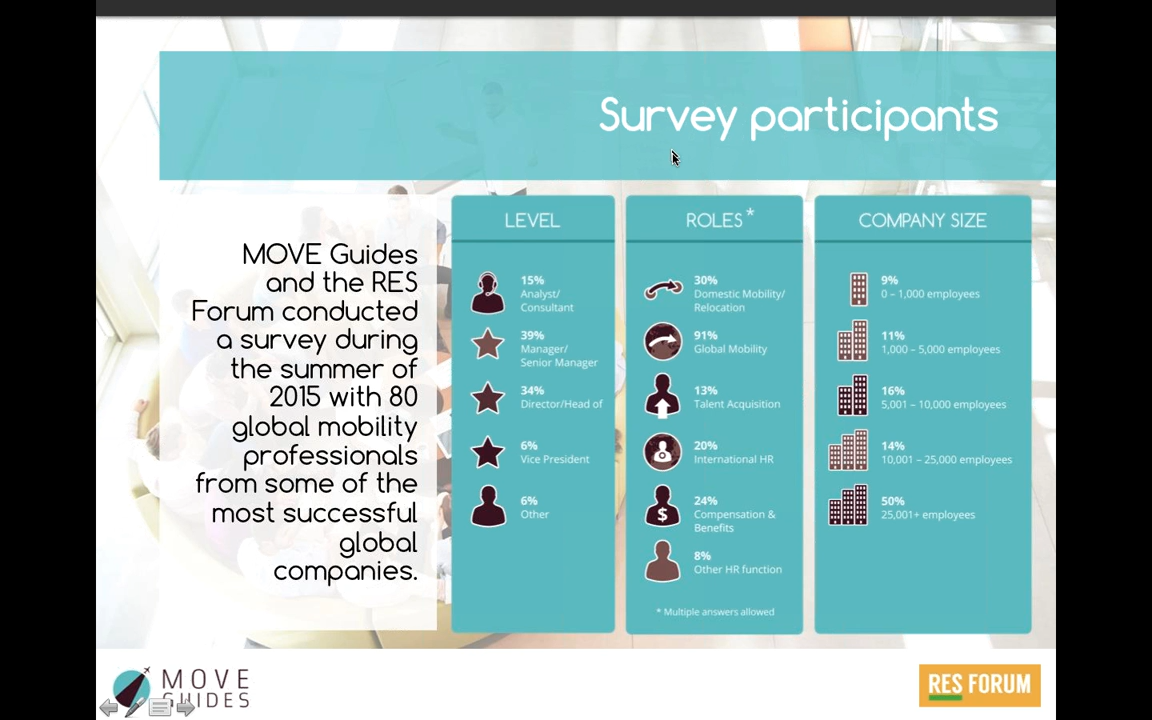 Survey participants
MOVE Guides
and the RES
Forum conducted
a survey during
the summer of
2015 with 80
global mobility
professionals
from some of the
most successful
global
companies.
LEVEL
15%
Analyst/
Consultant
39%
Manager/
Senior Manager
34%
Director/Head of
6%
Vice President
6%
Other
ROLES*
30%
Domestic Mobility/
Relocation
91%
Global Mobility
13%
Talent Acquisition
20%
International HR
24%
Compensation &
Benefits
8%
Other HR function
* Multiple answers allowed
COMPANY SIZE
9%
0 – 1,000 employees
11%
1,000 – 5,000 employees
16%
5,001 – 10,000 employees
14%
10,001 – 25,000 employees
50%
25,001+ employees
MOVE
GUIDES
RES FORUM